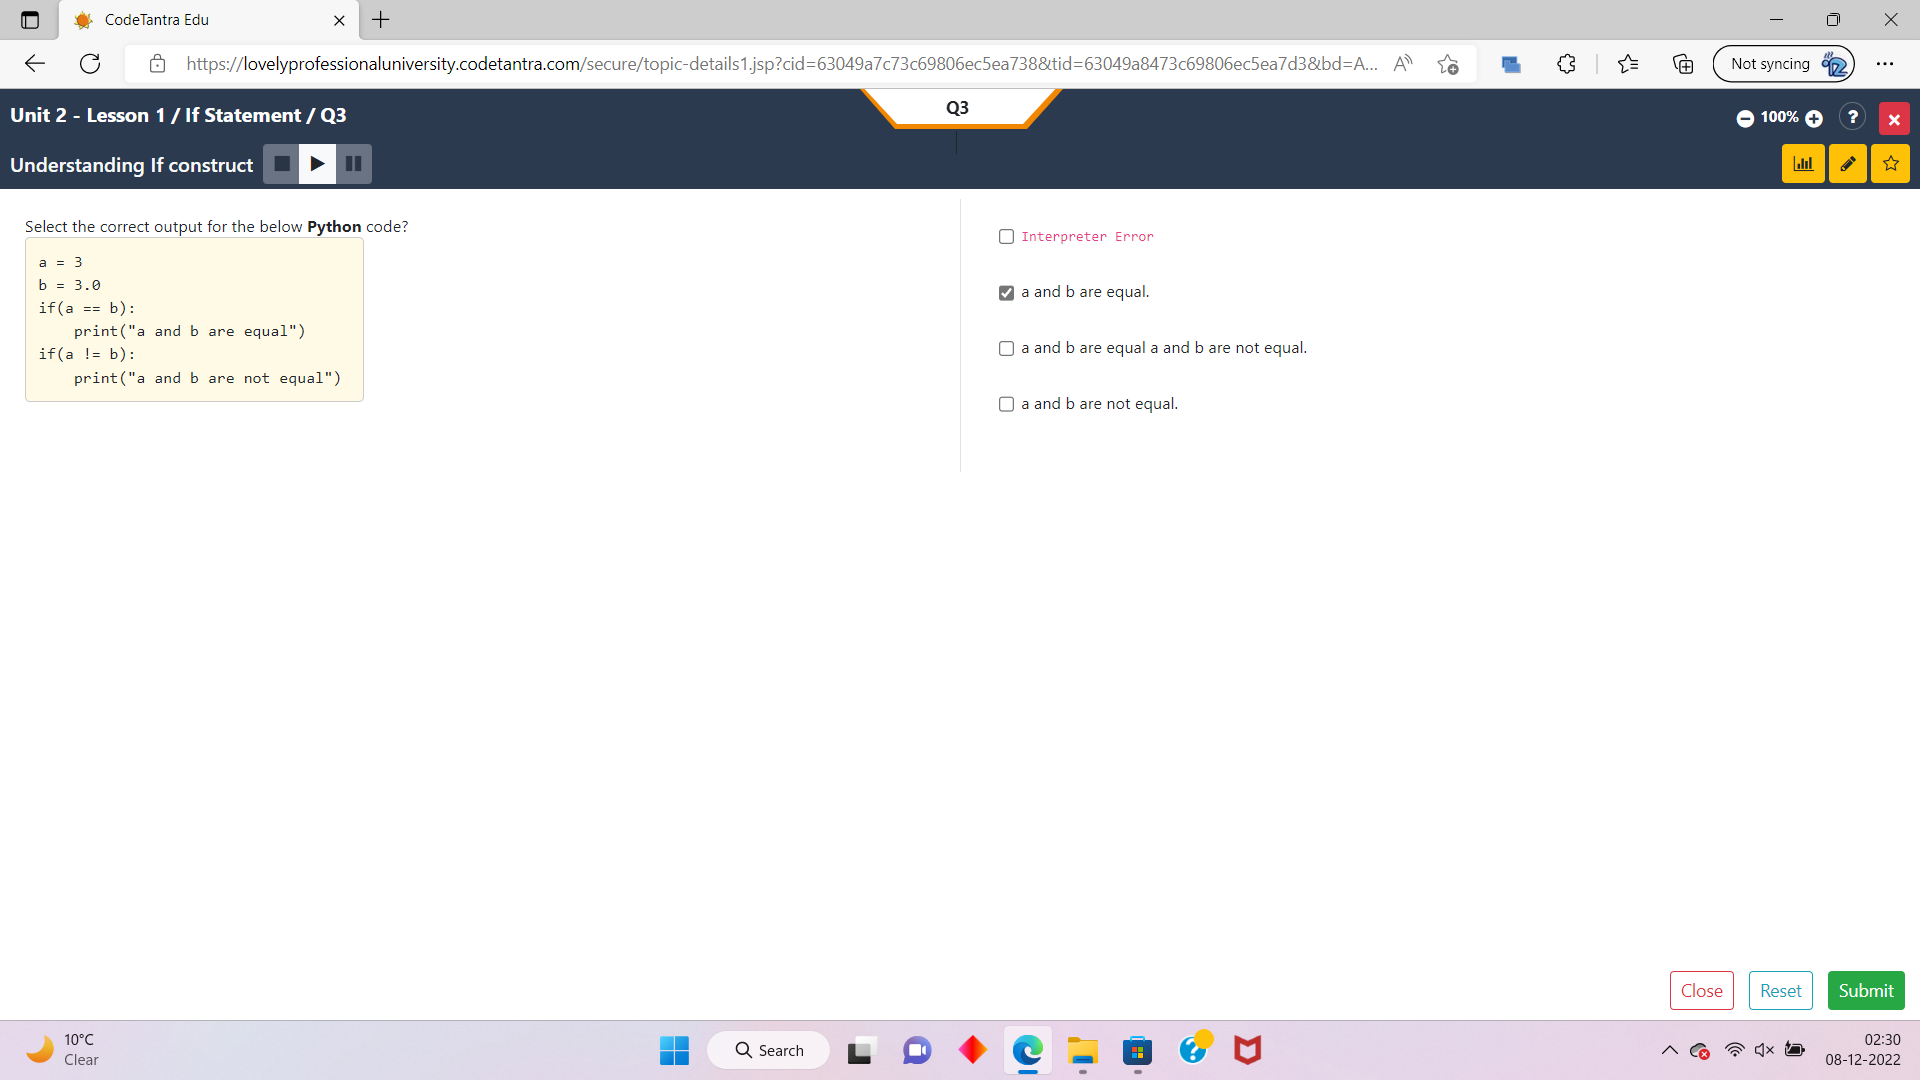 CodeTantra Edu
https://lovelyprofessionaluniversity.codetantra.com/secure/topic-details1.jsp?cid=63049a7c73c69806ec5ea738&tid=63049a8473c69806ec5ea7d3&bd=A...
Not syncing
Unit 2 - Lesson 1 / If Statement / Q3
Q3
100%
?
Understanding If construct
Select the correct output for the below Python code?
a = 3
b = 3.0
if(a == b):
    print("a and b are equal")
if(a != b):
    print("a and b are not equal")
Interpreter Error
a and b are equal.
a and b are equal a and b are not equal.
a and b are not equal.
Close
Reset
Submit
10°C
Clear
Search
02:30
08-12-2022